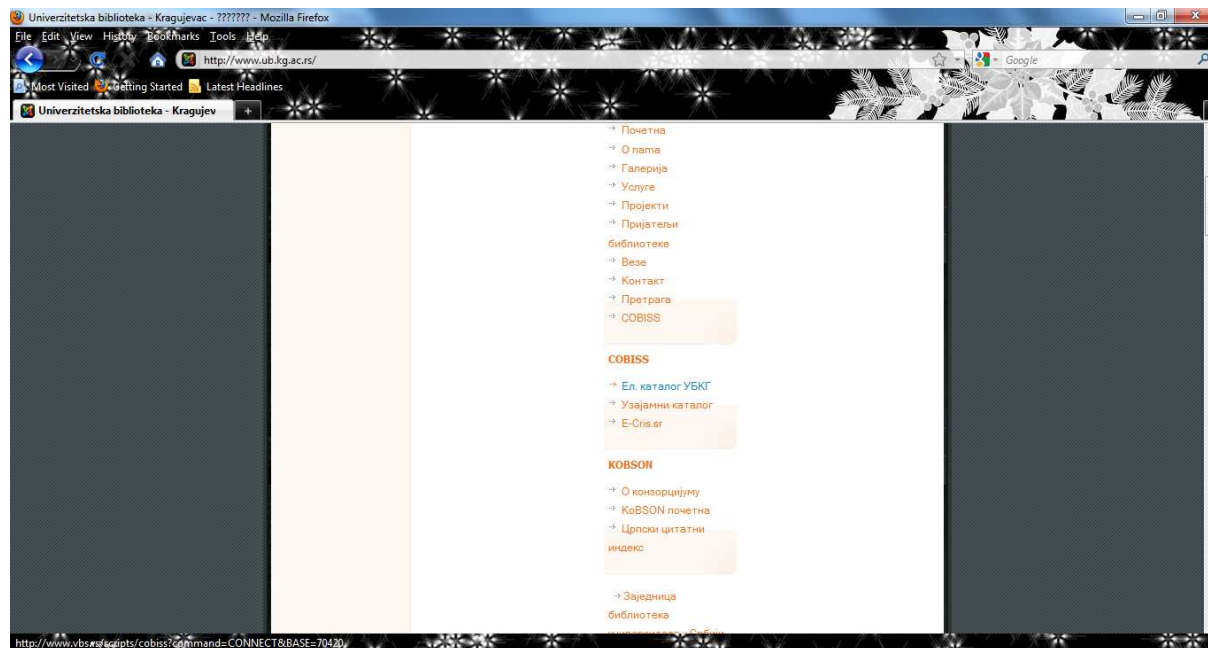 Univerzitetska biblioteka - Kragujevac - ??????? - Mozilla Firefox
File Edit View History Bookmarks Tools Help
http://www.ub.kg.ac.rs/
Google
Most Visited Getting Started Latest Headlines
Univerzitetska biblioteka - Kragujev
Почетна
O nama
Галерија
Услуге
Пројекти
Пријатељи
библиотеке
Везе
Контакт
Претрага
COBISS
COBISS
Ел. каталог УБКГ
Узајамни каталог
E-Cris.sr
KOBSON
О конзорцијуму
KoBSON почетна
Црпски цитатни
индекс
Заједница
библиотека
http://www.vbs.rs/scripts/cobiss?command=CONNECT&BASE=70420